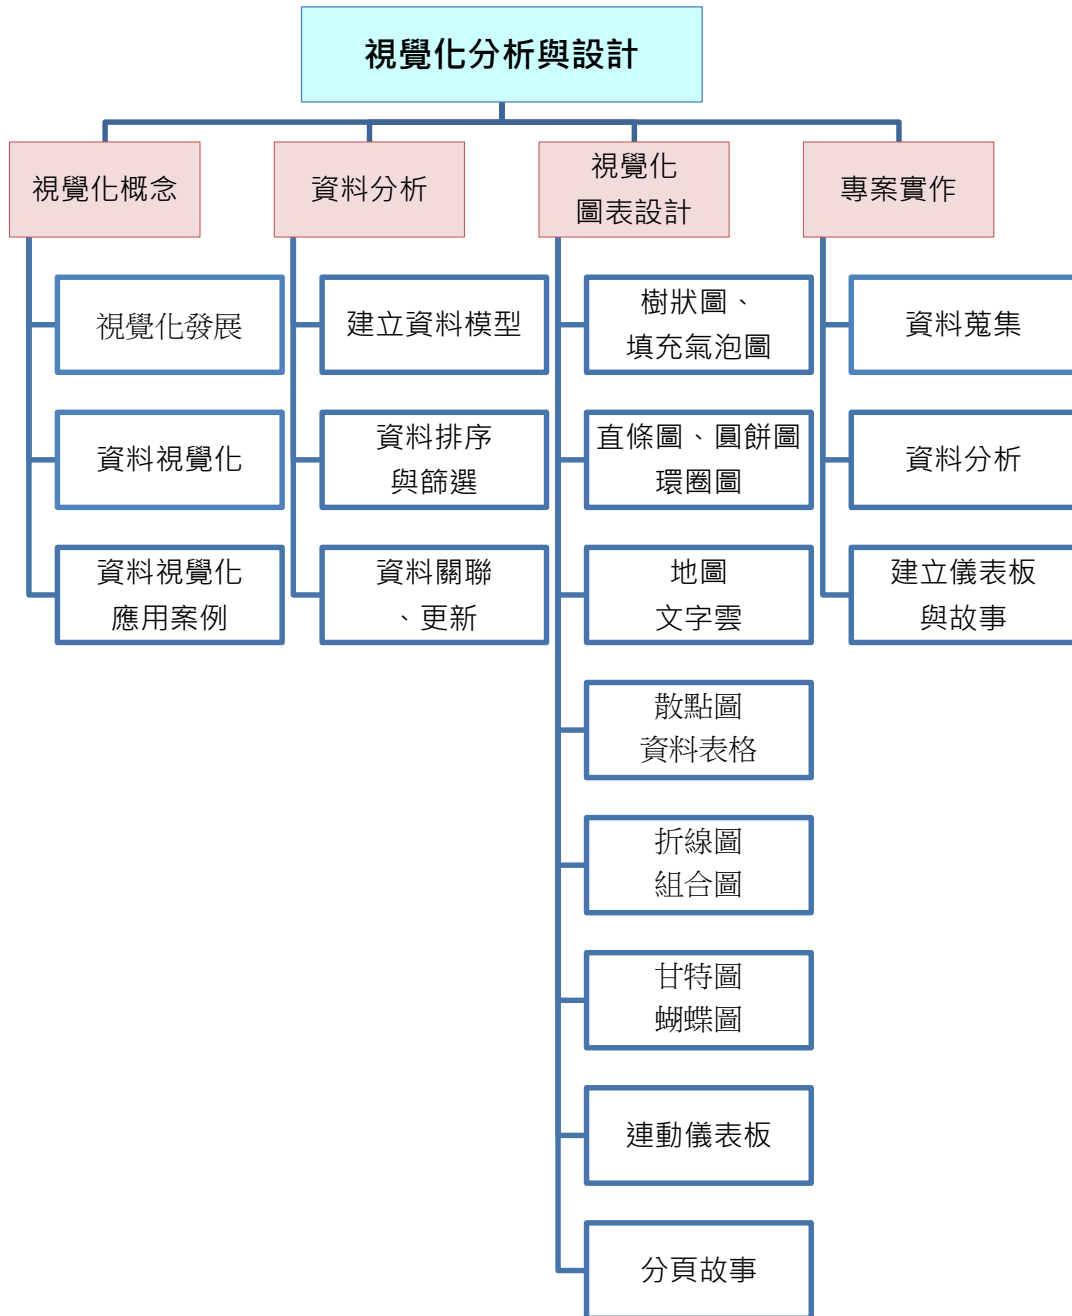 視覺化分析與設計
視覺化概念
視覺化發展
資料視覺化
資料視覺化
應用案例
資料分析
建立資料模型
資料排序
與篩選
資料關聯
、更新
視覺化
圖表設計
樹狀圖、
填充氣泡圖
直條圖、圓餅圖
環圈圖
地圖
文字雲
散點圖
資料表格
折線圖
組合圖
甘特圖
蝴蝶圖
連動儀表板
分頁故事
專案實作
資料蒐集
資料分析
建立儀表板
與故事